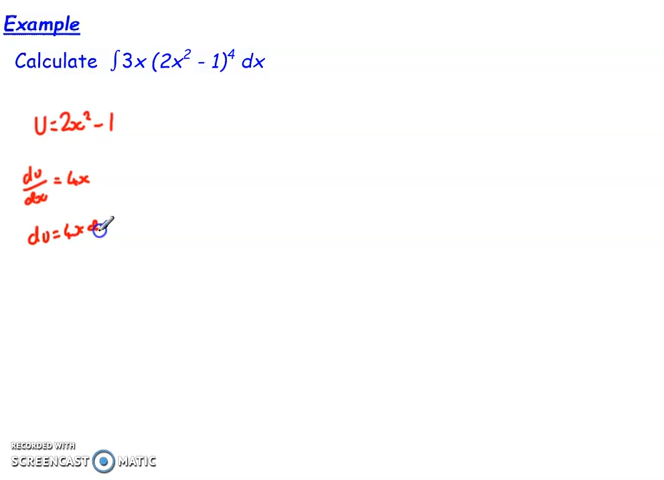 Example
Calculate ∫3x (2x² - 1)⁴ dx
U = 2x² - 1
du/dx = 4x
du = 4x d
RECORDED WITH
SCREENCAST MATIC